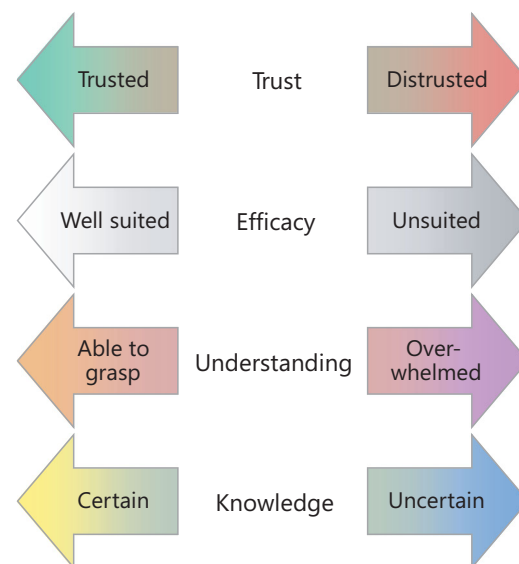 Trusted Trust Distrusted
Well suited Efficacy Unsuited
Able to
grasp
Understanding
Over-
whelmed
Certain Knowledge Uncertain